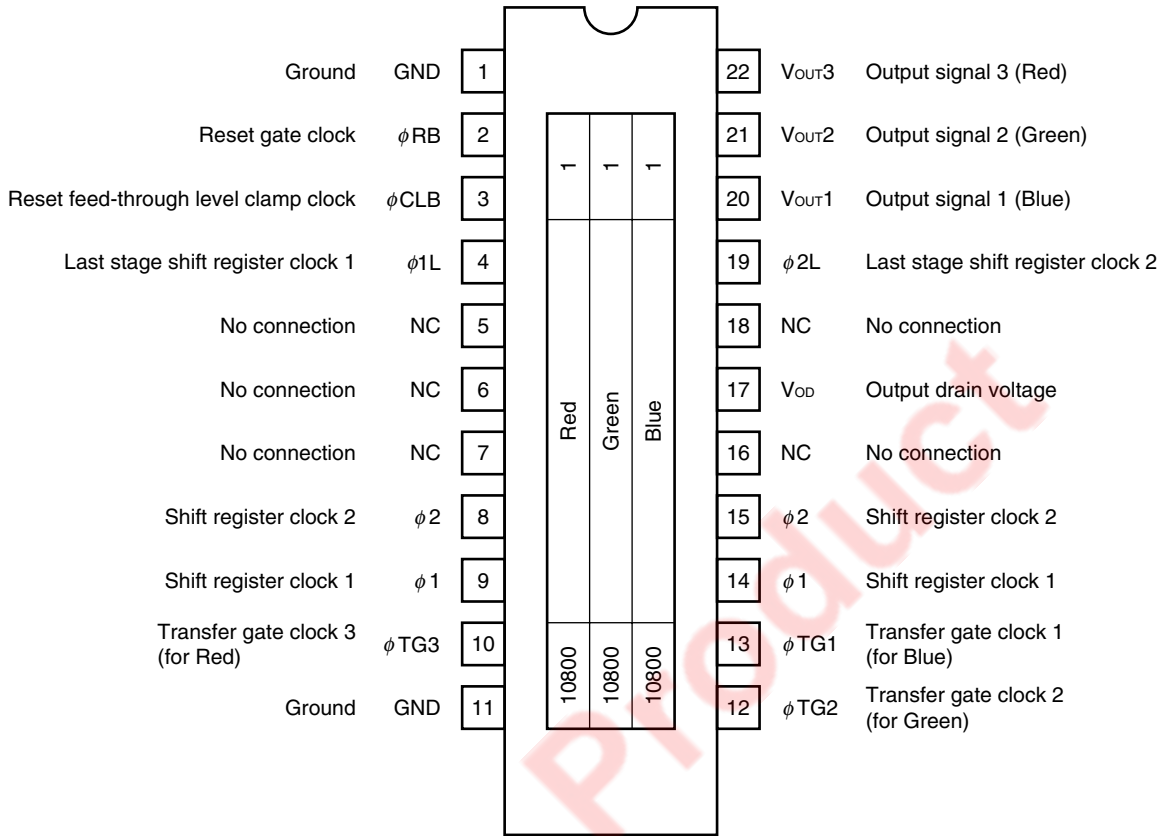 Ground GND 1
Reset gate clock φRB 2
Reset feed-through level clamp clock φCLB 3
Last stage shift register clock 1 φ1L 4
No connection NC 5
No connection NC 6
No connection NC 7
Shift register clock 2 φ2 8
Shift register clock 1 φ1 9
Transfer gate clock 3
(for Red) φTG3 10
Ground GND 11
1 1 1
Red Green Blue
10800 10800 10800
22 VOUT3 Output signal 3 (Red)
21 VOUT2 Output signal 2 (Green)
20 VOUT1 Output signal 1 (Blue)
19 φ2L Last stage shift register clock 2
18 NC No connection
17 VOD Output drain voltage
16 NC No connection
15 φ2 Shift register clock 2
14 φ1 Shift register clock 1
13 φTG1 Transfer gate clock 1
(for Blue)
12 φTG2 Transfer gate clock 2
(for Green)
Product